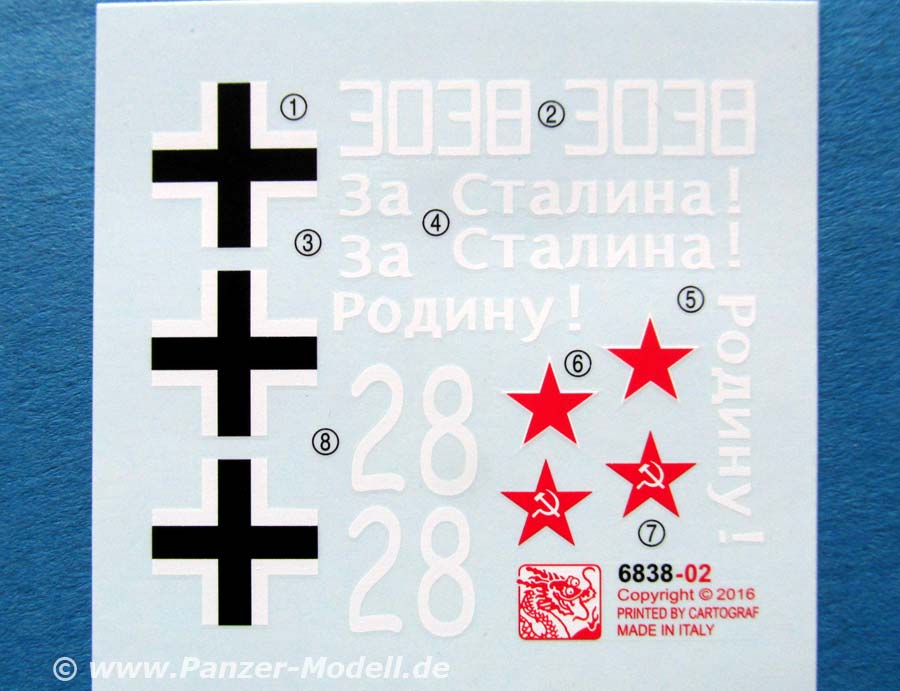 ① 3038 ② 3038
За Сталина!
④
③ За Сталина!
Родину! ⑤
Родину!
⑥
28
⑧
⑦
28
6838-02
Copyright © 2016
PRINTED BY CARTOGRAF
MADE IN ITALY
© www.Panzer-Modell.de